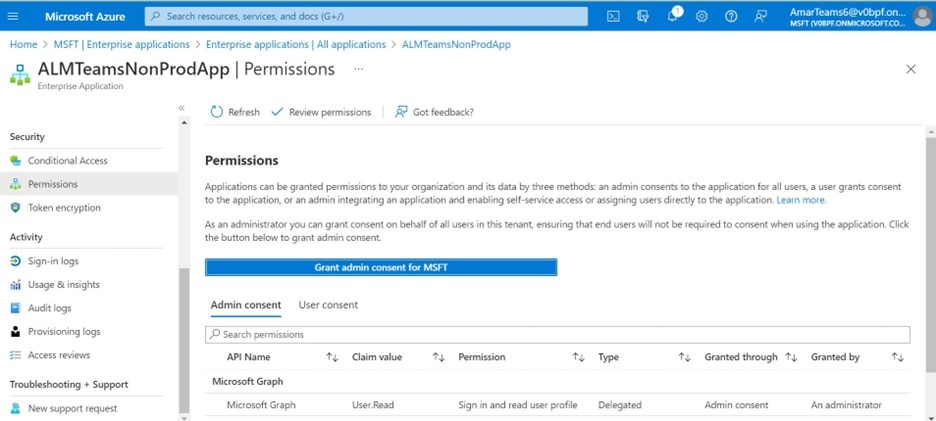 Microsoft Azure
Search resources, services, and docs (G+/)
1
AmarTeams6@v0bpf.on...
MSFT (V0BPF.ONMICROSOFT.CO...
Home > MSFT | Enterprise applications > Enterprise applications | All applications > ALMTeamsNonProdApp
ALMTeamsNonProdApp | Permissions ...
Enterprise Application
Refresh
Review permissions
Got feedback?
Security
Conditional Access
Permissions
Token encryption
Activity
Sign-in logs
Usage & insights
Audit logs
Provisioning logs
Access reviews
Troubleshooting + Support
New support request
Permissions
Applications can be granted permissions to your organization and its data by three methods: an admin consents to the application for all users, a user grants consent
to the application, or an admin integrating an application and enabling self-service access or assigning users directly to the application. Learn more.
As an administrator you can grant consent on behalf of all users in this tenant, ensuring that end users will not be required to consent when using the application. Click
the button below to grant admin consent.
Grant admin consent for MSFT
Admin consent User consent
Search permissions
API Name Claim value Permission Type Granted through Granted by
Microsoft Graph
Microsoft Graph User.Read Sign in and read user profile Delegated Admin consent An administrator